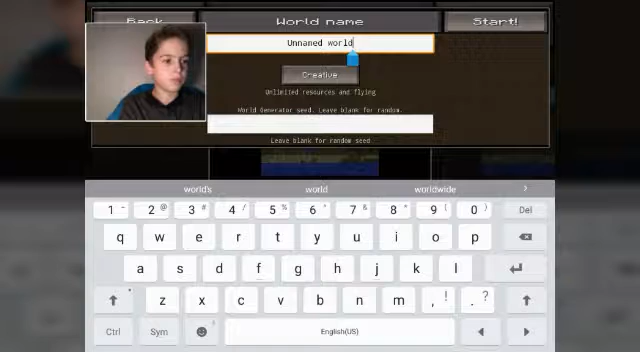 Back World name Start!
Unnamed world
Creative
Unlimited resources and flying
World Generator seed. Leave blank for random.
Leave blank for random seed
world's world worldwide >
1 - 2 @ 3 # 4 / 5 % 6 ^ 7 & 8 * 9 ( 0 ) Del
q w e r t y u i o p
a s d f g h j k l
z x c v b n m , ! . ?
Ctrl Sym English(US)